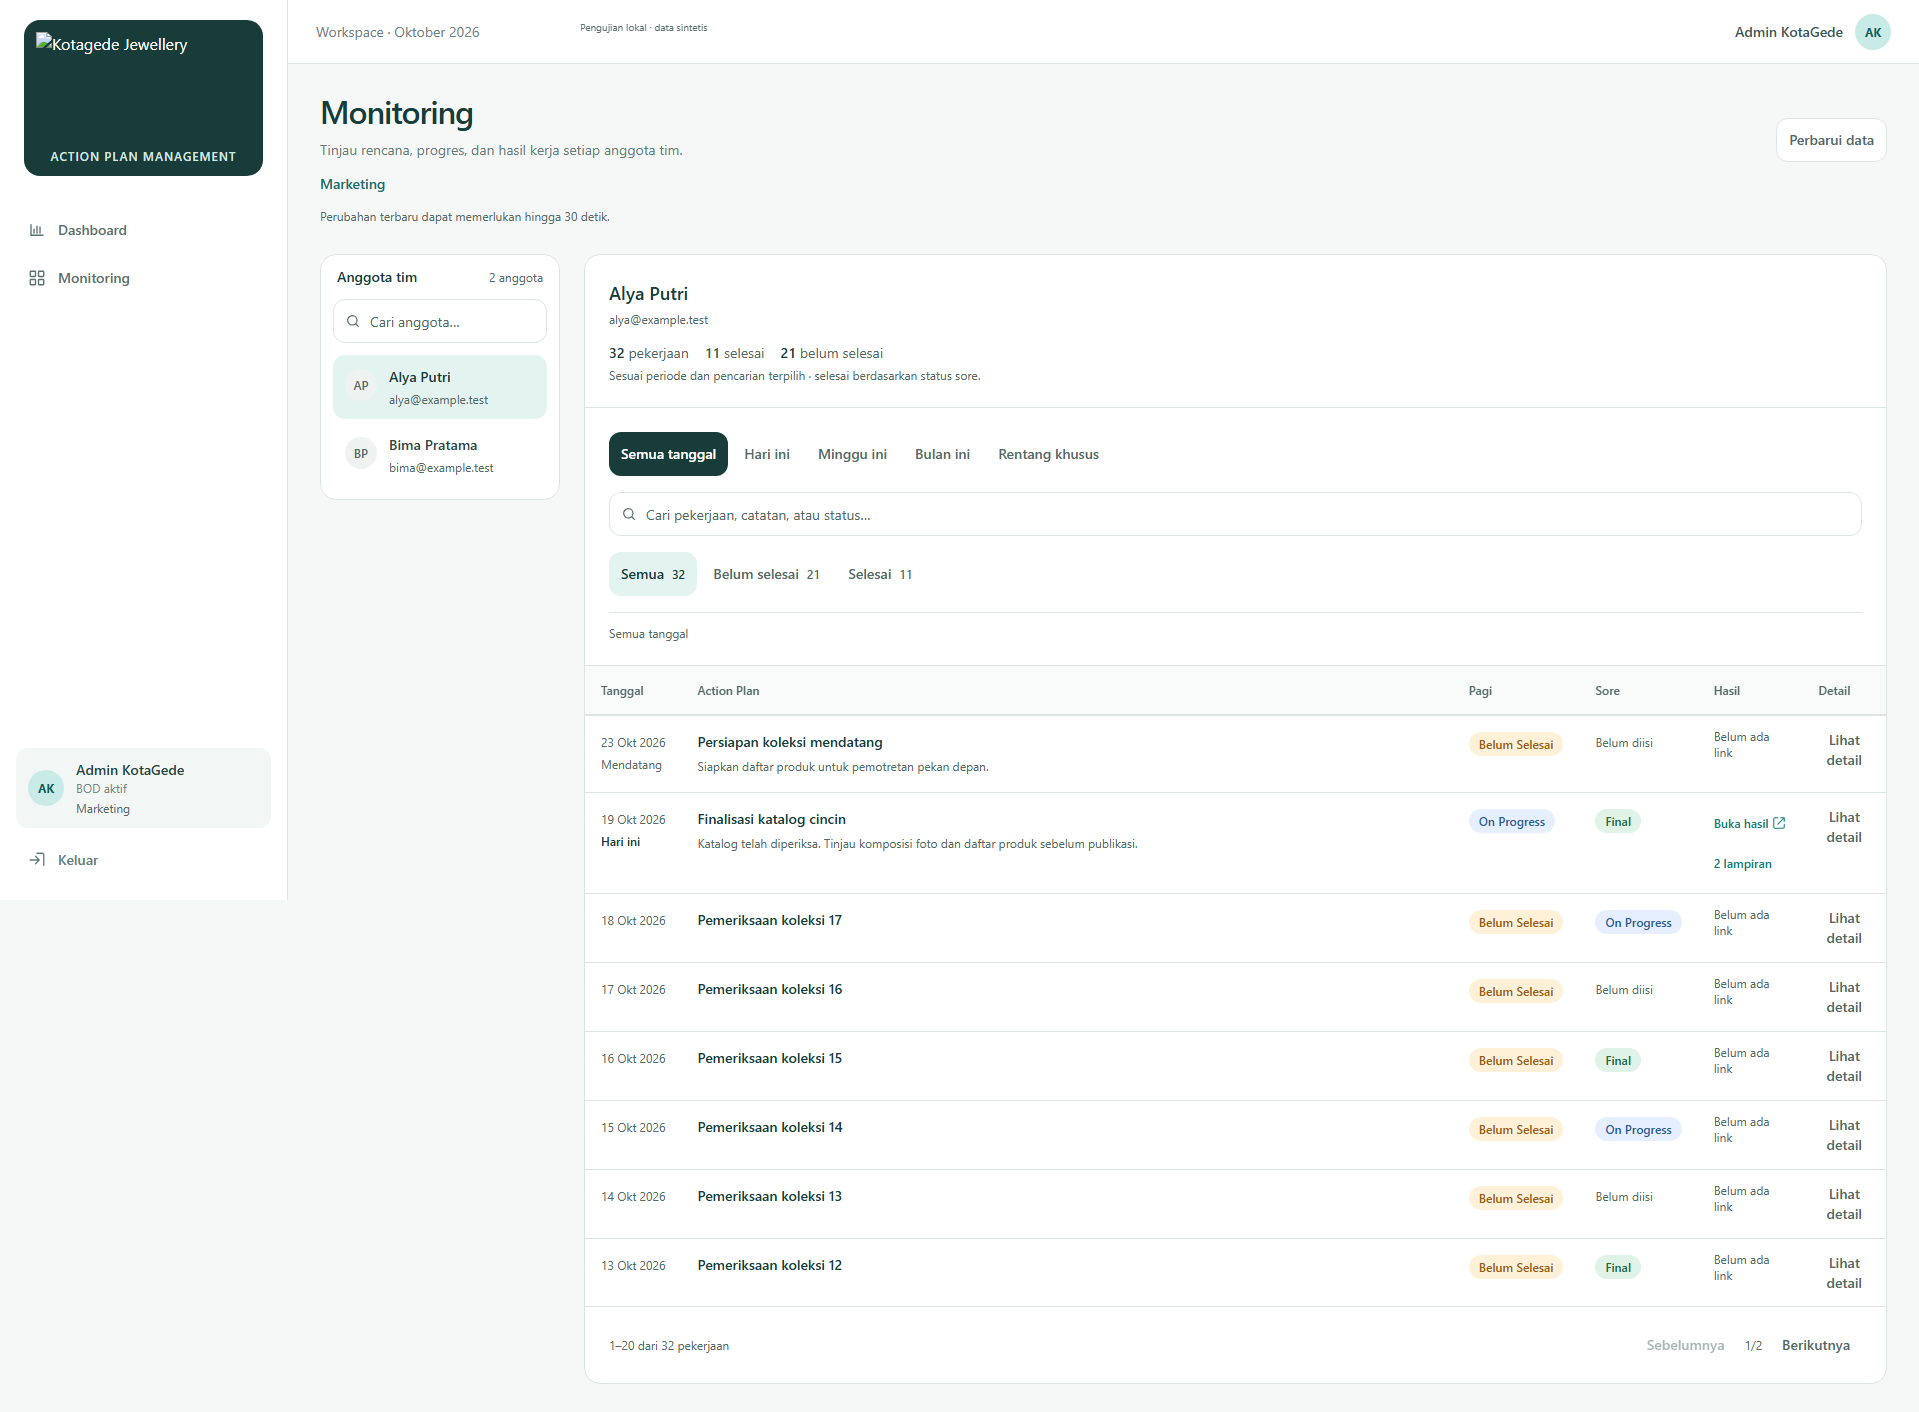 Kotagede Jewellery
ACTION PLAN MANAGEMENT
Dashboard
Monitoring
AK
Admin KotaGede
BOD aktif
Marketing
Keluar
Workspace · Oktober 2026
Pengujian lokal · data sintetis
Admin KotaGede
AK
Monitoring
Tinjau rencana, progres, dan hasil kerja setiap anggota tim.
Marketing
Perubahan terbaru dapat memerlukan hingga 30 detik.
Perbarui data
Anggota tim
2 anggota
Cari anggota...
AP
Alya Putri
alya@example.test
BP
Bima Pratama
bima@example.test
Alya Putri
alya@example.test
32 pekerjaan 11 selesai 21 belum selesai
Sesuai periode dan pencarian terpilih · selesai berdasarkan status sore.
Semua tanggal Hari ini Minggu ini Bulan ini Rentang khusus
Cari pekerjaan, catatan, atau status...
Semua 32 Belum selesai 21 Selesai 11
Semua tanggal
Tanggal Action Plan Pagi Sore Hasil Detail
23 Okt 2026
Mendatang
Persiapan koleksi mendatang
Siapkan daftar produk untuk pemotretan pekan depan.
Belum Selesai
Belum diisi
Belum ada
link
Lihat
detail
19 Okt 2026
Hari ini
Finalisasi katalog cincin
Katalog telah diperiksa. Tinjau komposisi foto dan daftar produk sebelum publikasi.
On Progress
Final
Buka hasil
2 lampiran
Lihat
detail
18 Okt 2026
Pemeriksaan koleksi 17
Belum Selesai
On Progress
Belum ada
link
Lihat
detail
17 Okt 2026
Pemeriksaan koleksi 16
Belum Selesai
Belum diisi
Belum ada
link
Lihat
detail
16 Okt 2026
Pemeriksaan koleksi 15
Belum Selesai
Final
Belum ada
link
Lihat
detail
15 Okt 2026
Pemeriksaan koleksi 14
Belum Selesai
On Progress
Belum ada
link
Lihat
detail
14 Okt 2026
Pemeriksaan koleksi 13
Belum Selesai
Belum diisi
Belum ada
link
Lihat
detail
13 Okt 2026
Pemeriksaan koleksi 12
Belum Selesai
Final
Belum ada
link
Lihat
detail
1–20 dari 32 pekerjaan
Sebelumnya 1/2 Berikutnya